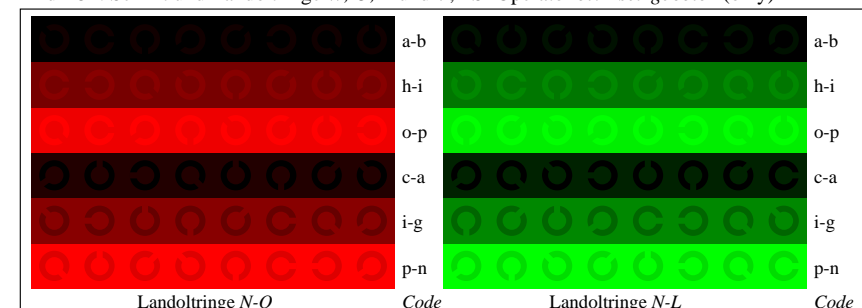 a-b a-b
h-i h-i
o-p o-p
c-a c-a
i-g i-g
p-n p-n
Landoltringe N-O Code Landoltringe N-L Code